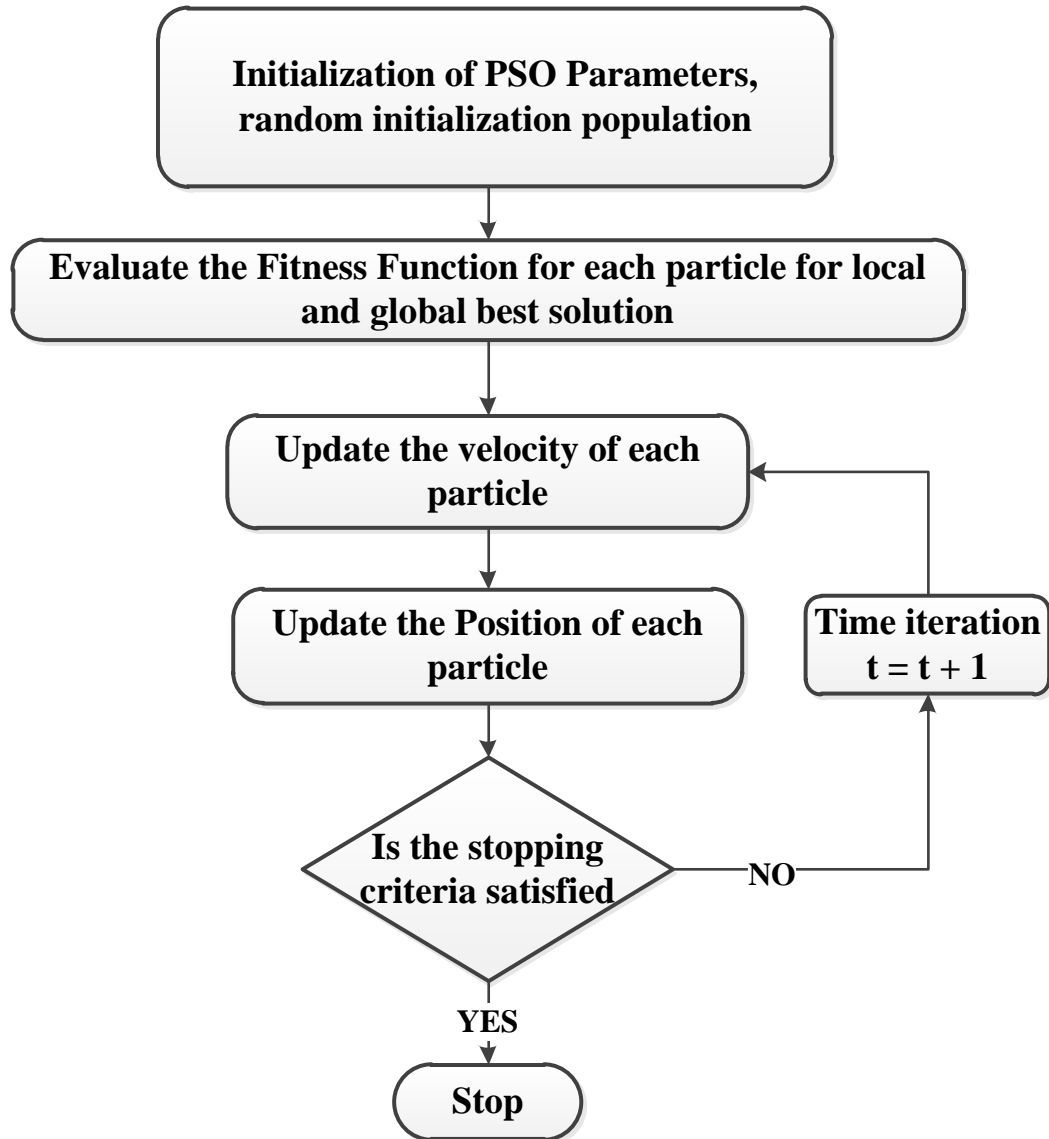 Initialization of PSO Parameters,
random initialization population
Evaluate the Fitness Function for each particle for local
and global best solution
Update the velocity of each
particle
Update the Position of each
particle
Time iteration
t = t + 1
Is the stopping
criteria satisfied
NO
YES
Stop